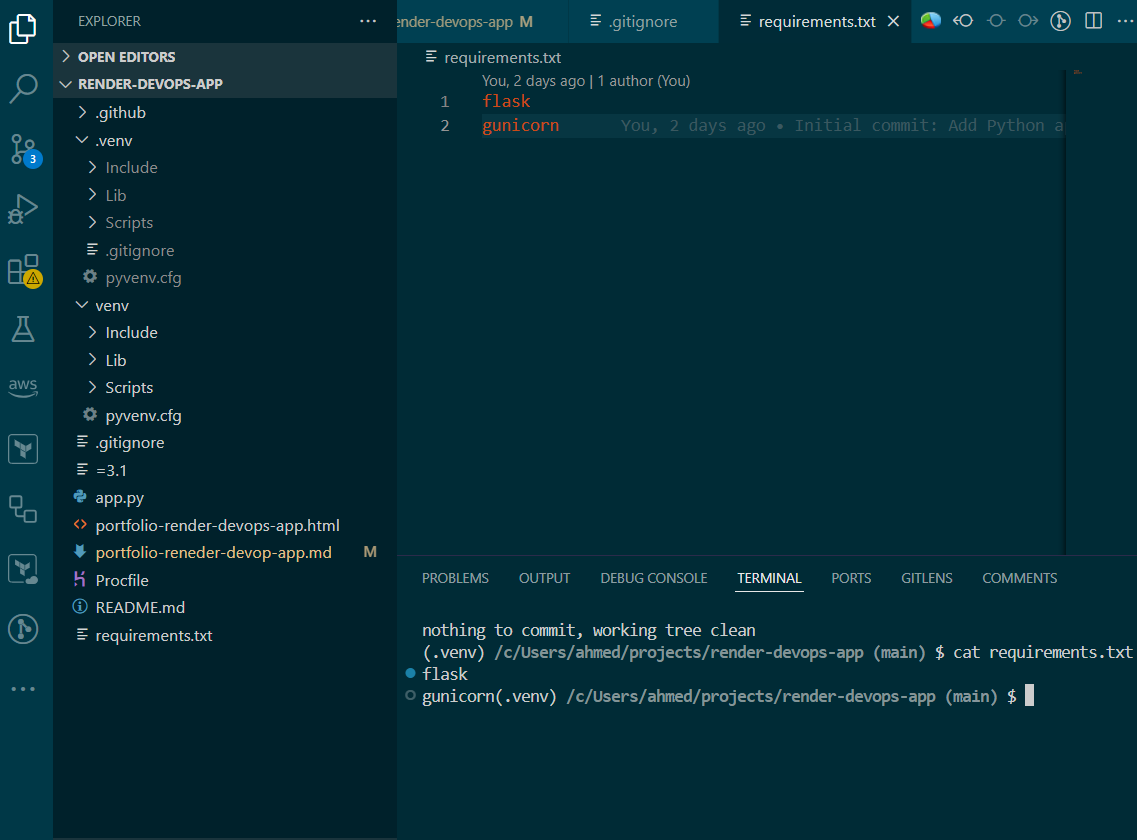 EXPLORER
OPEN EDITORS
RENDER-DEVOPS-APP
.github
.venv
Include
Lib
Scripts
.gitignore
pyvenv.cfg
venv
Include
Lib
Scripts
pyvenv.cfg
.gitignore
=3.1
app.py
portfolio-render-devops-app.html
portfolio-reneder-devop-app.md M
Procfile
README.md
requirements.txt
3
aws
ender-devops-app M
.gitignore
requirements.txt
requirements.txt
You, 2 days ago | 1 author (You)
1 flask
2 gunicorn You, 2 days ago • Initial commit: Add Python a
PROBLEMS OUTPUT DEBUG CONSOLE TERMINAL PORTS GITLENS COMMENTS
nothing to commit, working tree clean
(.venv) /c/Users/ahmed/projects/render-devops-app (main) $ cat requirements.txt
flask
gunicorn(.venv) /c/Users/ahmed/projects/render-devops-app (main) $